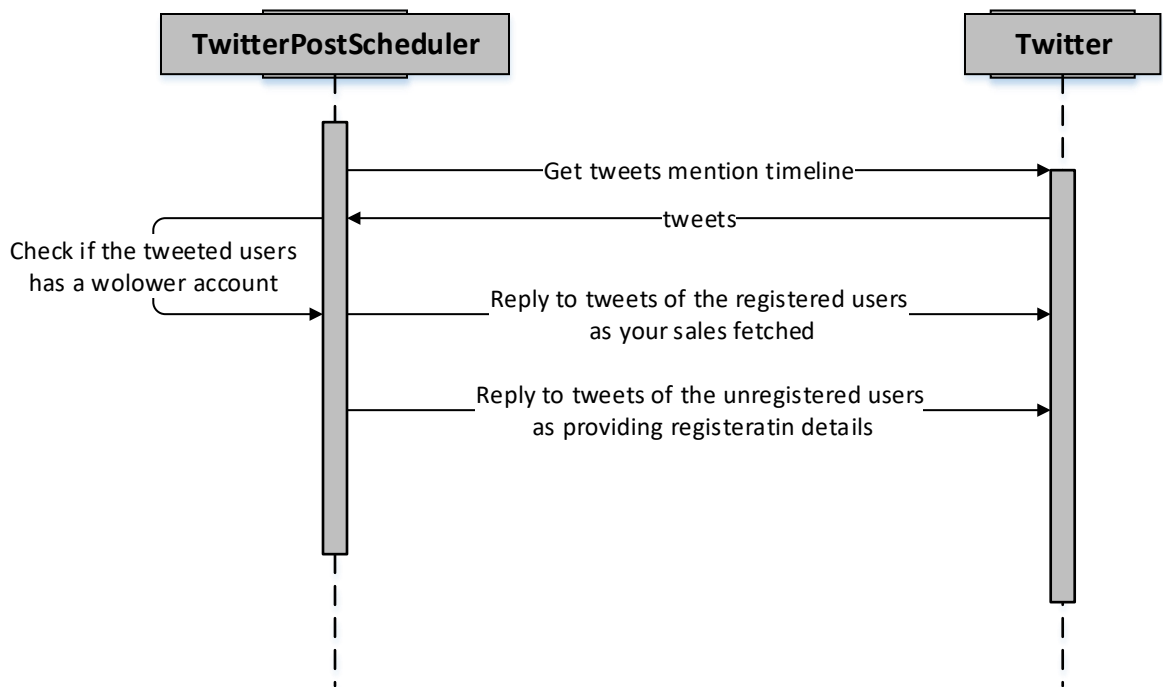 TwitterPostScheduler
Twitter
Get tweets mention timeline
tweets
Check if the tweeted users
has a wolower account
Reply to tweets of the registered users
as your sales fetched
Reply to tweets of the unregistered users
as providing registeratin details